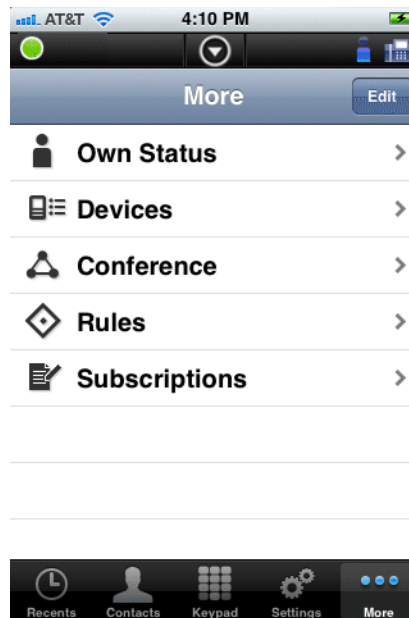 AT&T 4:10 PM
More Edit
Own Status
Devices
Conference
Rules
Subscriptions
Recents Contacts Keypad Settings More